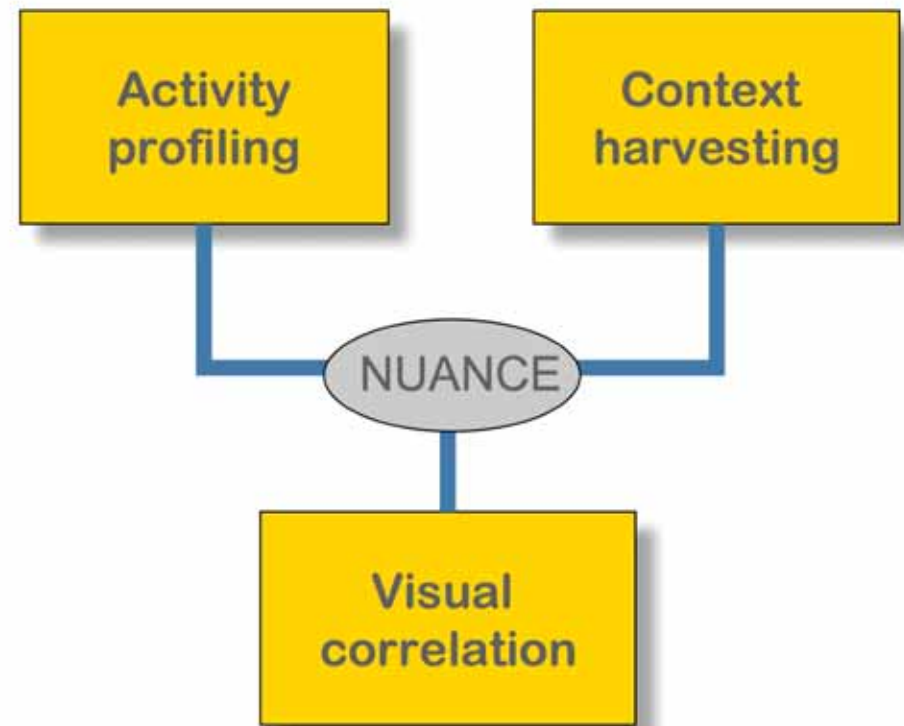 Activity
profiling
Context
harvesting
NUANCE
Visual
correlation